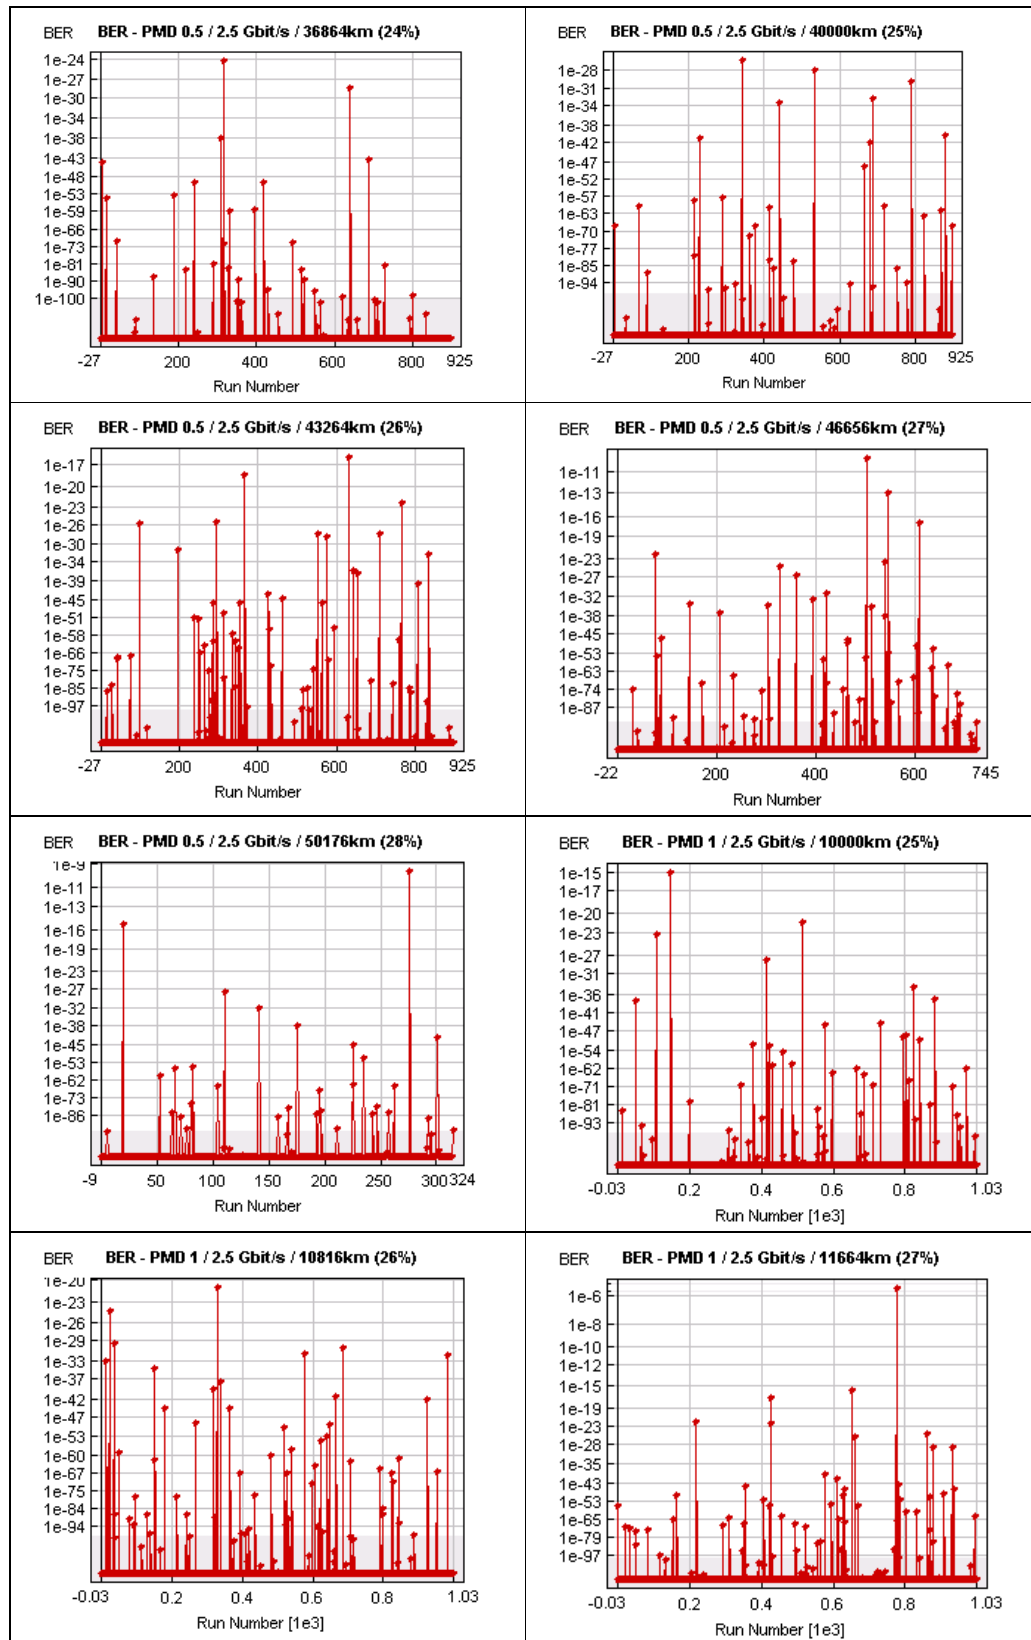 BER BER - PMD 0.5 / 2.5 Gbit/s / 36864km (24%)
1e-24
1e-27
1e-30
1e-34
1e-38
1e-43
1e-48
1e-53
1e-59
1e-66
1e-73
1e-81
1e-90
1e-100
-27 200 400 600 800 925
Run Number
BER BER - PMD 0.5 / 2.5 Gbit/s / 40000km (25%)
1e-28
1e-31
1e-34
1e-38
1e-42
1e-47
1e-52
1e-57
1e-63
1e-70
1e-77
1e-85
1e-94
-27 200 400 600 800 925
Run Number
BER BER - PMD 0.5 / 2.5 Gbit/s / 43264km (26%)
1e-17
1e-20
1e-23
1e-26
1e-30
1e-34
1e-39
1e-45
1e-51
1e-58
1e-66
1e-75
1e-85
1e-97
-27 200 400 600 800 925
Run Number
BER BER - PMD 0.5 / 2.5 Gbit/s / 46656km (27%)
1e-11
1e-13
1e-16
1e-19
1e-23
1e-27
1e-32
1e-38
1e-45
1e-53
1e-63
1e-74
1e-87
-22 200 400 600 745
Run Number
BER BER - PMD 0.5 / 2.5 Gbit/s / 50176km (28%)
1e-9
1e-11
1e-13
1e-16
1e-19
1e-23
1e-27
1e-32
1e-38
1e-45
1e-53
1e-62
1e-73
1e-86
-9 50 100 150 200 250 300 324
Run Number
BER BER - PMD 1 / 2.5 Gbit/s / 10000km (25%)
1e-15
1e-17
1e-20
1e-23
1e-27
1e-31
1e-36
1e-41
1e-47
1e-54
1e-62
1e-71
1e-81
1e-93
-0.03 0.2 0.4 0.6 0.8 1.03
Run Number [1e3]
BER BER - PMD 1 / 2.5 Gbit/s / 10816km (26%)
1e-20
1e-23
1e-26
1e-29
1e-33
1e-37
1e-42
1e-47
1e-53
1e-60
1e-67
1e-75
1e-84
1e-94
-0.03 0.2 0.4 0.6 0.8 1.03
Run Number [1e3]
BER BER - PMD 1 / 2.5 Gbit/s / 11664km (27%)
1e-6
1e-8
1e-10
1e-12
1e-15
1e-19
1e-23
1e-28
1e-35
1e-43
1e-53
1e-65
1e-79
1e-97
-0.03 0.2 0.4 0.6 0.8 1.03
Run Number [1e3]